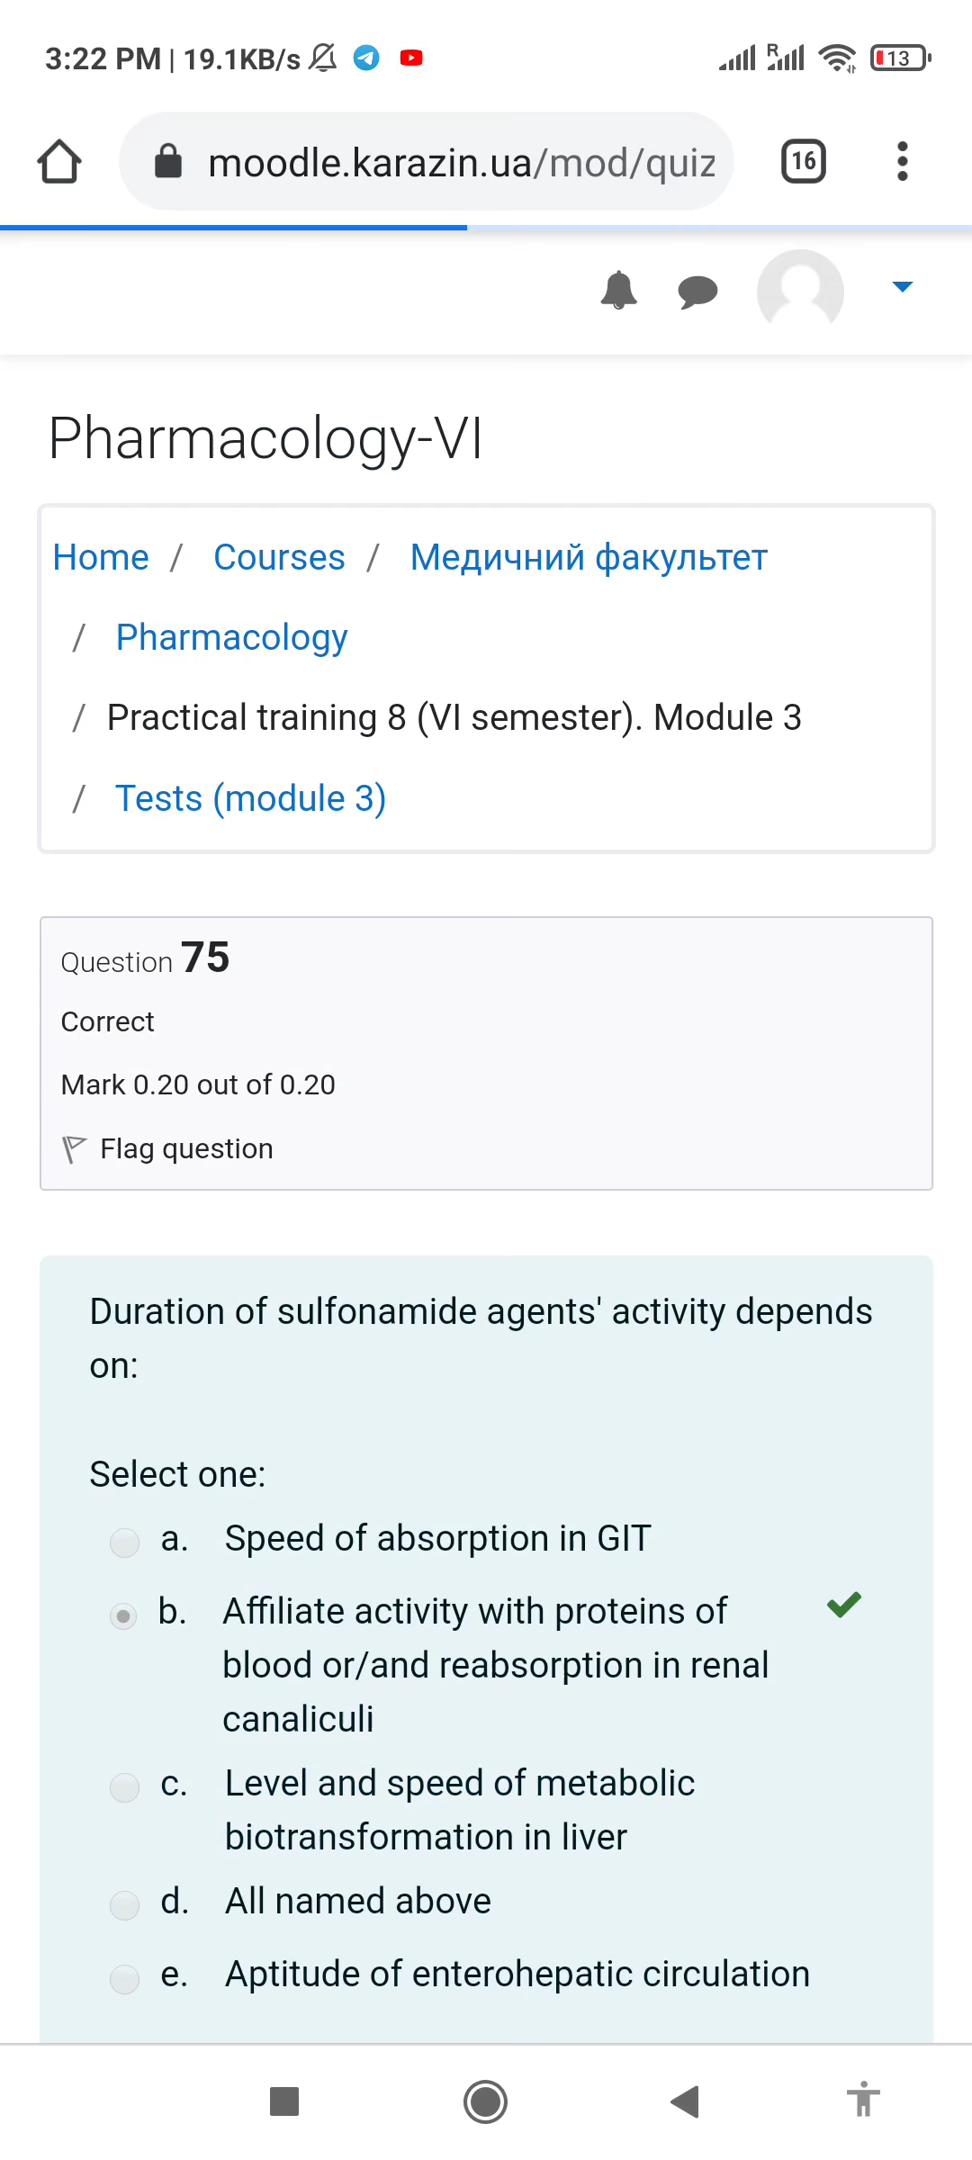 3:22 PM | 19.1KB/s
R
13
moodle.karazin.ua/mod/quiz
16
Pharmacology-VI
Home / Courses / Медичний факультет
/ Pharmacology
/ Practical training 8 (VI semester). Module 3
/ Tests (module 3)
Question 75
Correct
Mark 0.20 out of 0.20
Flag question
Duration of sulfonamide agents' activity depends
on:
Select one:
a. Speed of absorption in GIT
b. Affiliate activity with proteins of
blood or/and reabsorption in renal
canaliculi
c. Level and speed of metabolic
biotransformation in liver
d. All named above
e. Aptitude of enterohepatic circulation